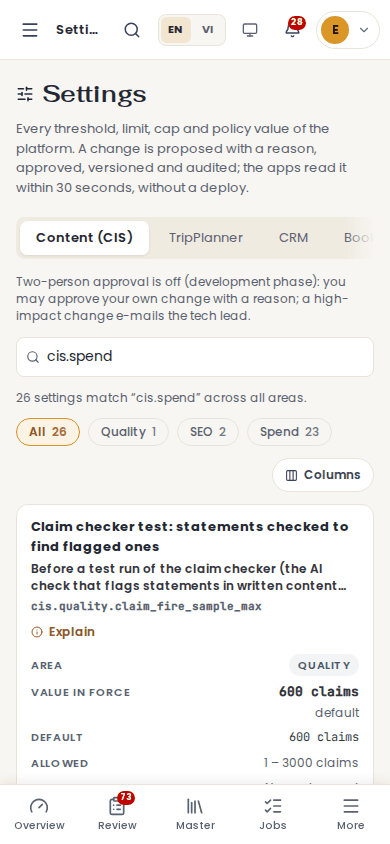 Setti...
EN VI
28
E
Settings
Every threshold, limit, cap and policy value of the
platform. A change is proposed with a reason,
approved, versioned and audited; the apps read it
within 30 seconds, without a deploy.
Content (CIS) TripPlanner CRM Boo
Two-person approval is off (development phase): you
may approve your own change with a reason; a high-
impact change e-mails the tech lead.
cis.spend
26 settings match “cis.spend” across all areas.
All 26 Quality 1 SEO 2 Spend 23
Columns
Claim checker test: statements checked to
find flagged ones
Before a test run of the claim checker (the AI
check that flags statements in written content...
cis.quality.claim_fire_sample_max
Explain
AREA QUALITY
VALUE IN FORCE 600 claims
default
DEFAULT 600 claims
ALLOWED 1 – 3000 claims
73
Overview Review Master Jobs More